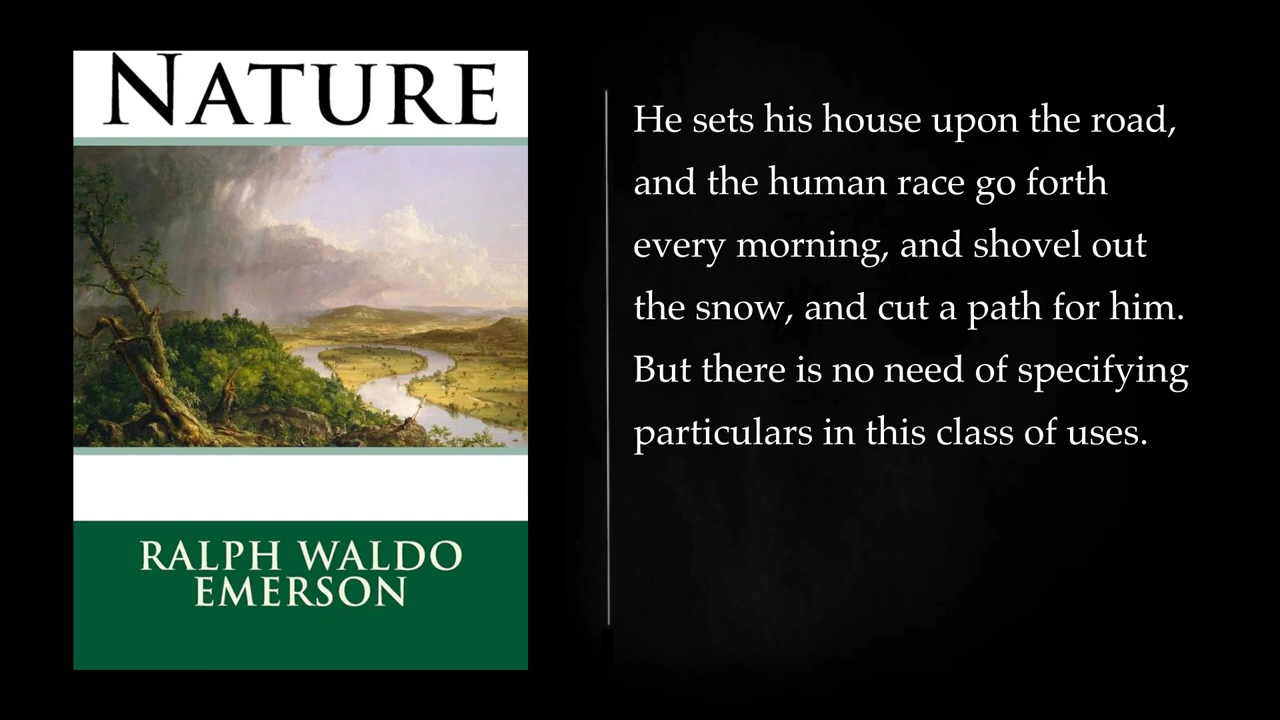 NATURE
RALPH WALDO
EMERSON
He sets his house upon the road,
and the human race go forth
every morning, and shovel out
the snow, and cut a path for him.
But there is no need of specifying
particulars in this class of uses.